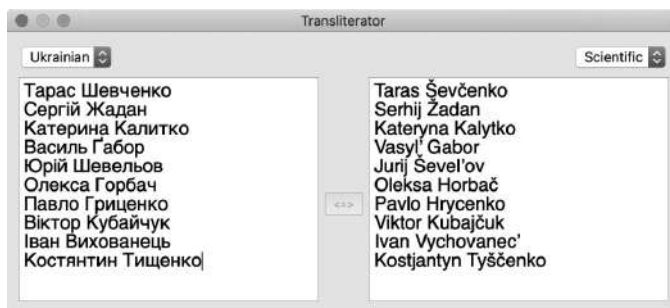 Transliterator
Ukrainian
Scientific
Тарас Шевченко
Сергій Жадан
Катерина Калитко
Василь Ґабор
Юрій Шевельов
Олекса Горбач
Павло Гриценко
Віктор Кубайчук
Іван Вихованець
Костянтин Тищенко
<=>
Taras Ševčenko
Serhij Žadan
Kateryna Kalytko
Vasyl’ Gabor
Jurij Ševel’ov
Oleksa Horbač
Pavlo Hrycenko
Viktor Kubajčuk
Ivan Vychovanec’
Kostjantyn Tyščenko